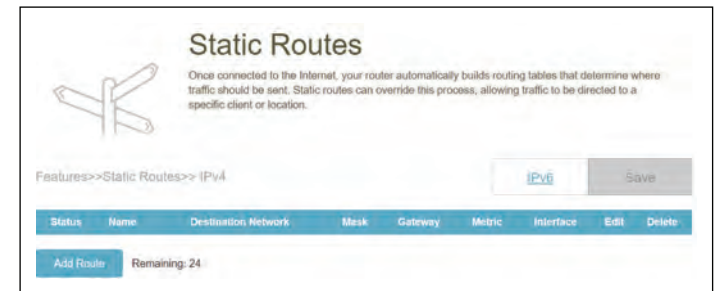 Static Routes
Once connected to the Internet, your router automatically builds routing tables that determine where
traffic should be sent. Static routes can override this process, allowing traffic to be directed to a
specific client or location.
Features>>Static Routes>> IPv4
IPv6 Save
Status Name Destination Network Mask Gateway Metric Interface Edit Delete
Add Route Remaining: 24